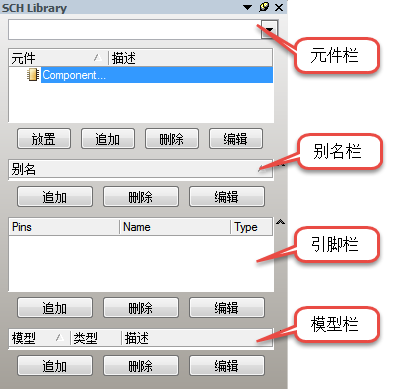 SCH Library
元件栏
元件 描述
Component...
放置 追加 删除 编辑
别名栏
别名
追加 删除 编辑
Pins Name Type
引脚栏
追加 删除 编辑
模型栏
模型 类型 描述
追加 删除 编辑